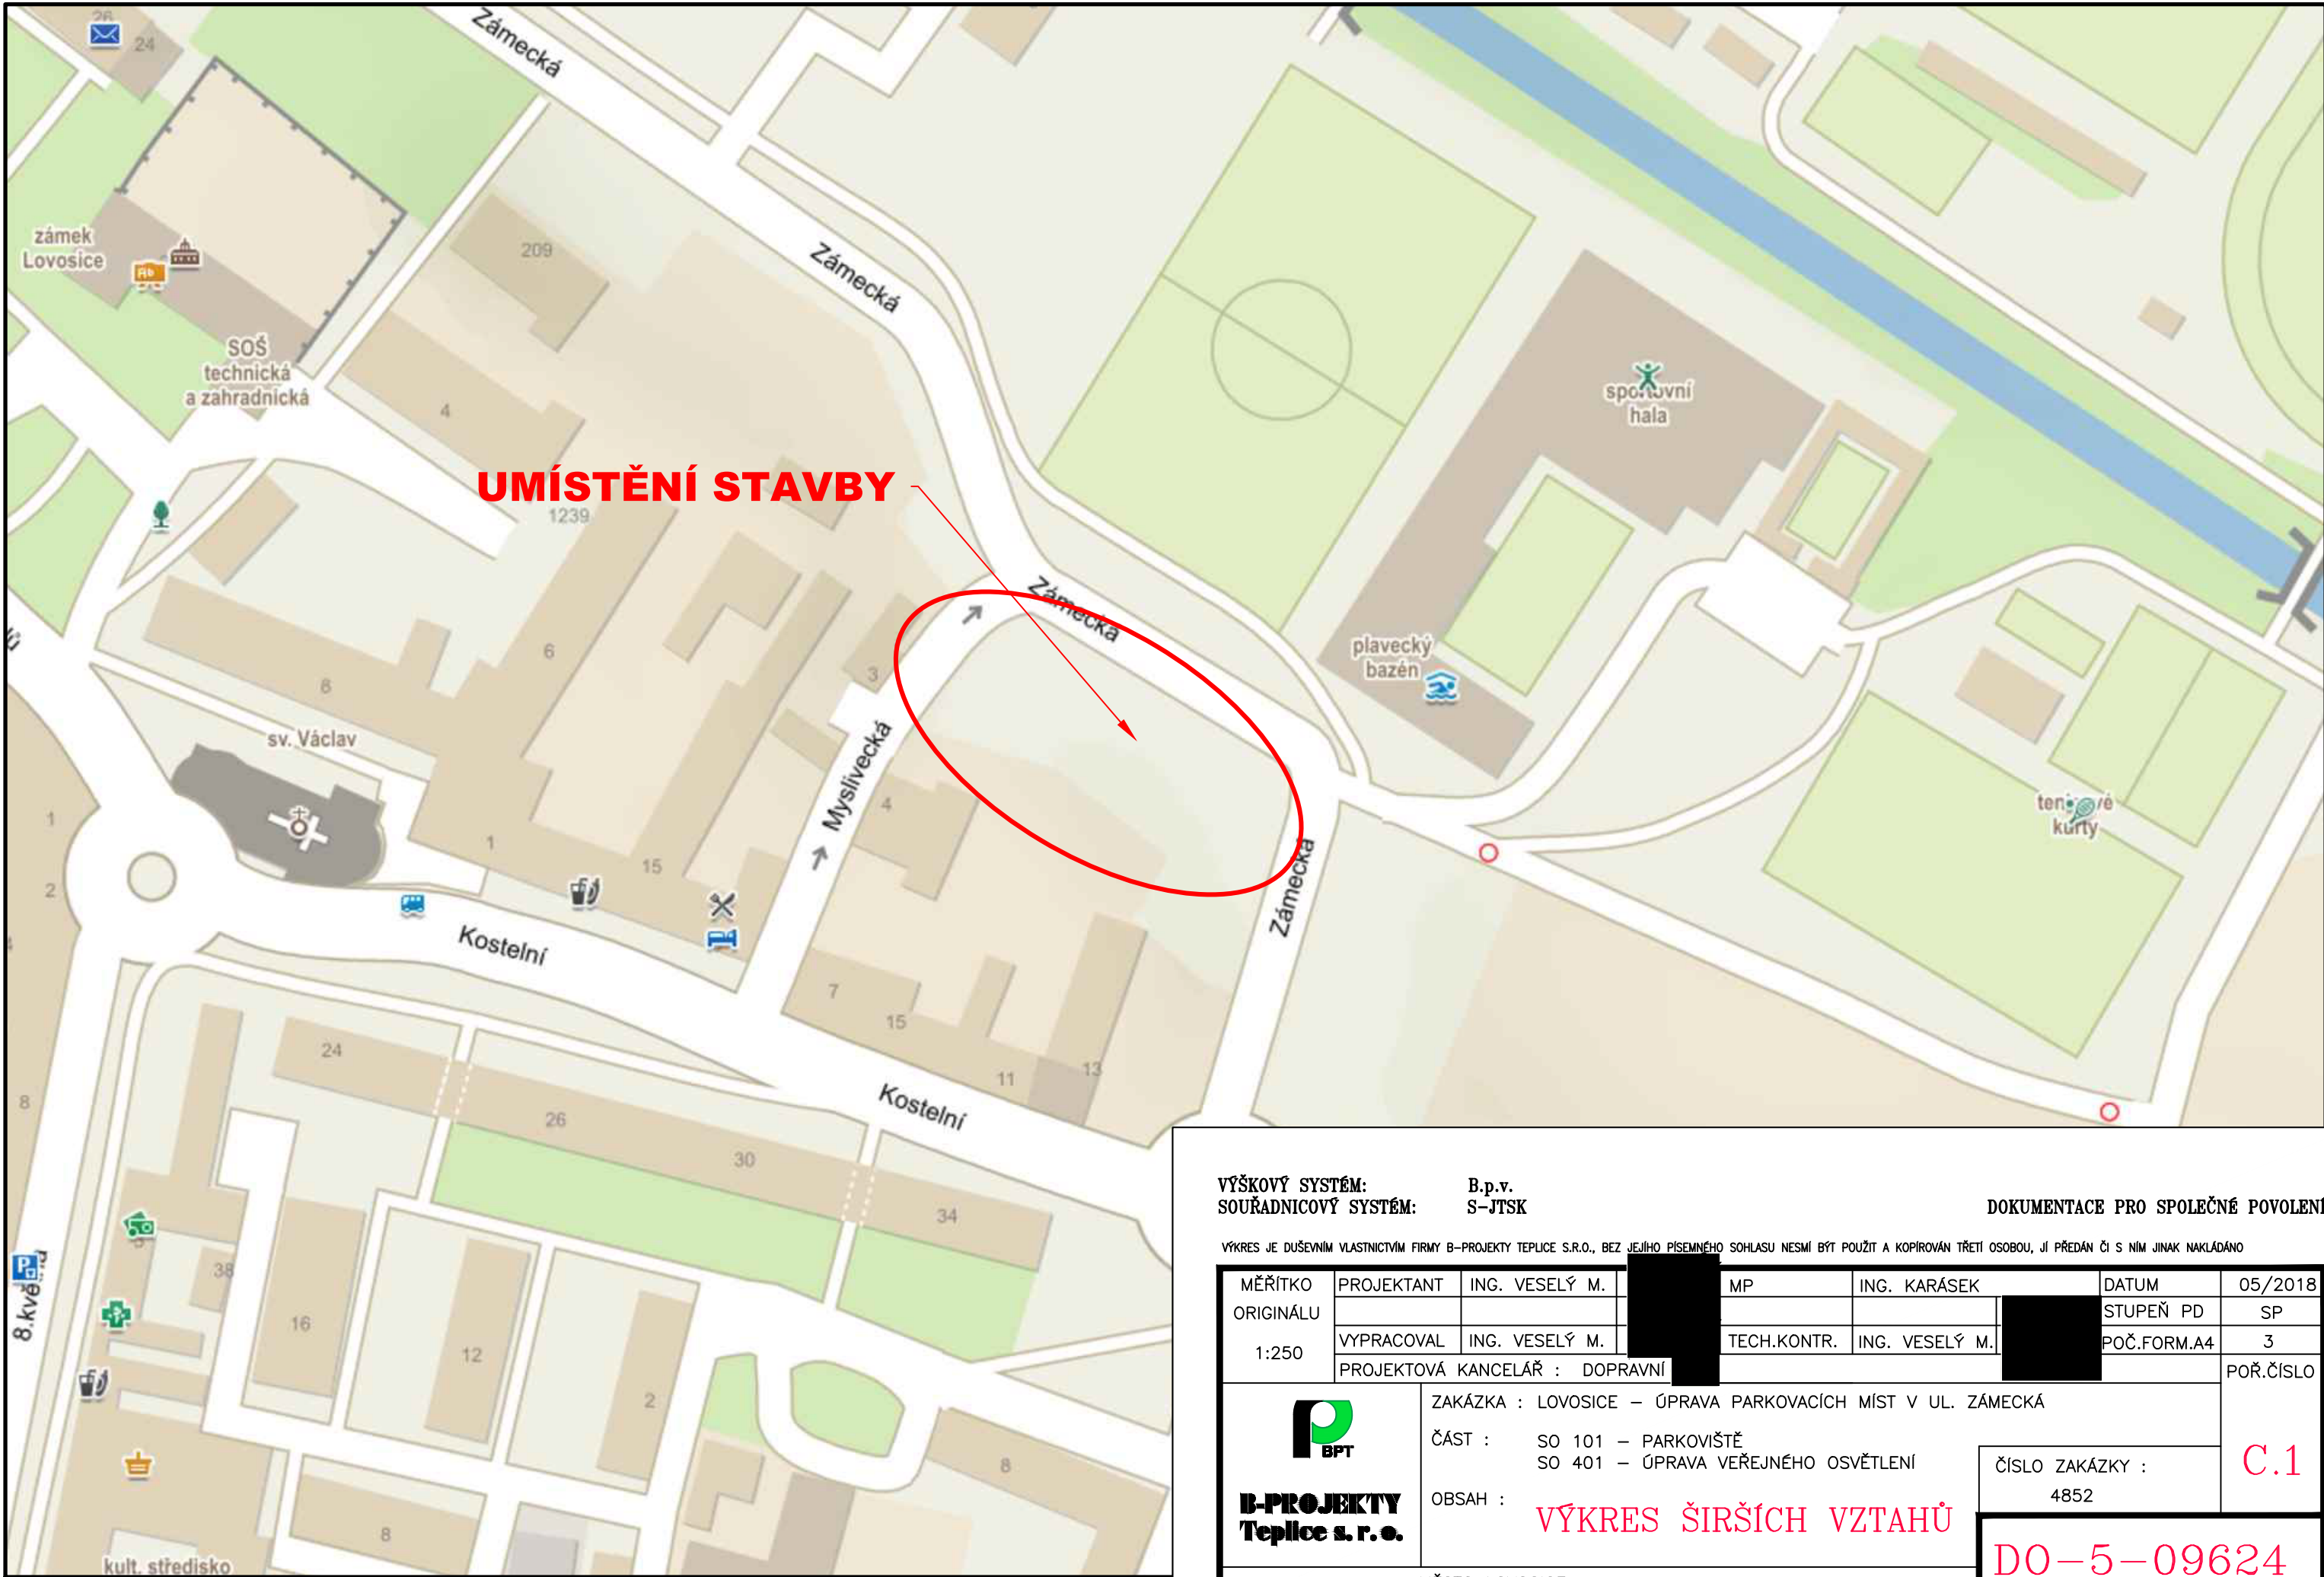 26
24
Zámecká
zámek
Lovosice
209
Zámecká
SOŠ
technická
a zahradnická
4
sportovní
hala
UMÍSTĚNÍ STAVBY
1239
Zámecká
6
3
plavecký
bazén
8
sv. Václav
Myslivecká
4
tenisové
kurty
1
2
1
15
Zámecká
Kostelní
7
15
11
13
24
Kostelní
8
26
30
34
38
8.května
16
12
2
8
8
kult. středisko
VÝŠKOVÝ SYSTÉM: B.p.v.
SOUŘADNICOVÝ SYSTÉM: S-JTSK
DOKUMENTACE PRO SPOLEČNÉ POVOLENÍ
VÝKRES JE DUŠEVNÍM VLASTNICTVÍM FIRMY B-PROJEKTY TEPLICE S.R.O., BEZ JEJÍHO PÍSEMNÉHO SOHLASU NESMÍ BÝT POUŽIT A KOPÍROVÁN TŘETÍ OSOBOU, JÍ PŘEDÁN ČI S NÍM JINAK NAKLÁDÁNO
MĚŘÍTKO PROJEKTANT ING. VESELÝ M. MP ING. KARÁSEK DATUM 05/2018
ORIGINÁLU STUPEŇ PD SP
1:250 VYPRACOVAL ING. VESELÝ M. TECH.KONTR. ING. VESELÝ M. POČ.FORM.A4 3
PROJEKTOVÁ KANCELÁŘ : DOPRAVNÍ POŘ.ČÍSLO
ZAKÁZKA : LOVOSICE – ÚPRAVA PARKOVACÍCH MÍST V UL. ZÁMECKÁ
ČÁST : SO 101 – PARKOVIŠTĚ
SO 401 – ÚPRAVA VEŘEJNÉHO OSVĚTLENÍ
BPT
ČÍSLO ZAKÁZKY :
4852
C.1
B-PROJEKTY
Teplice s. r. o.
OBSAH :
VÝKRES ŠIRŠÍCH VZTAHŮ
DO-5-09624